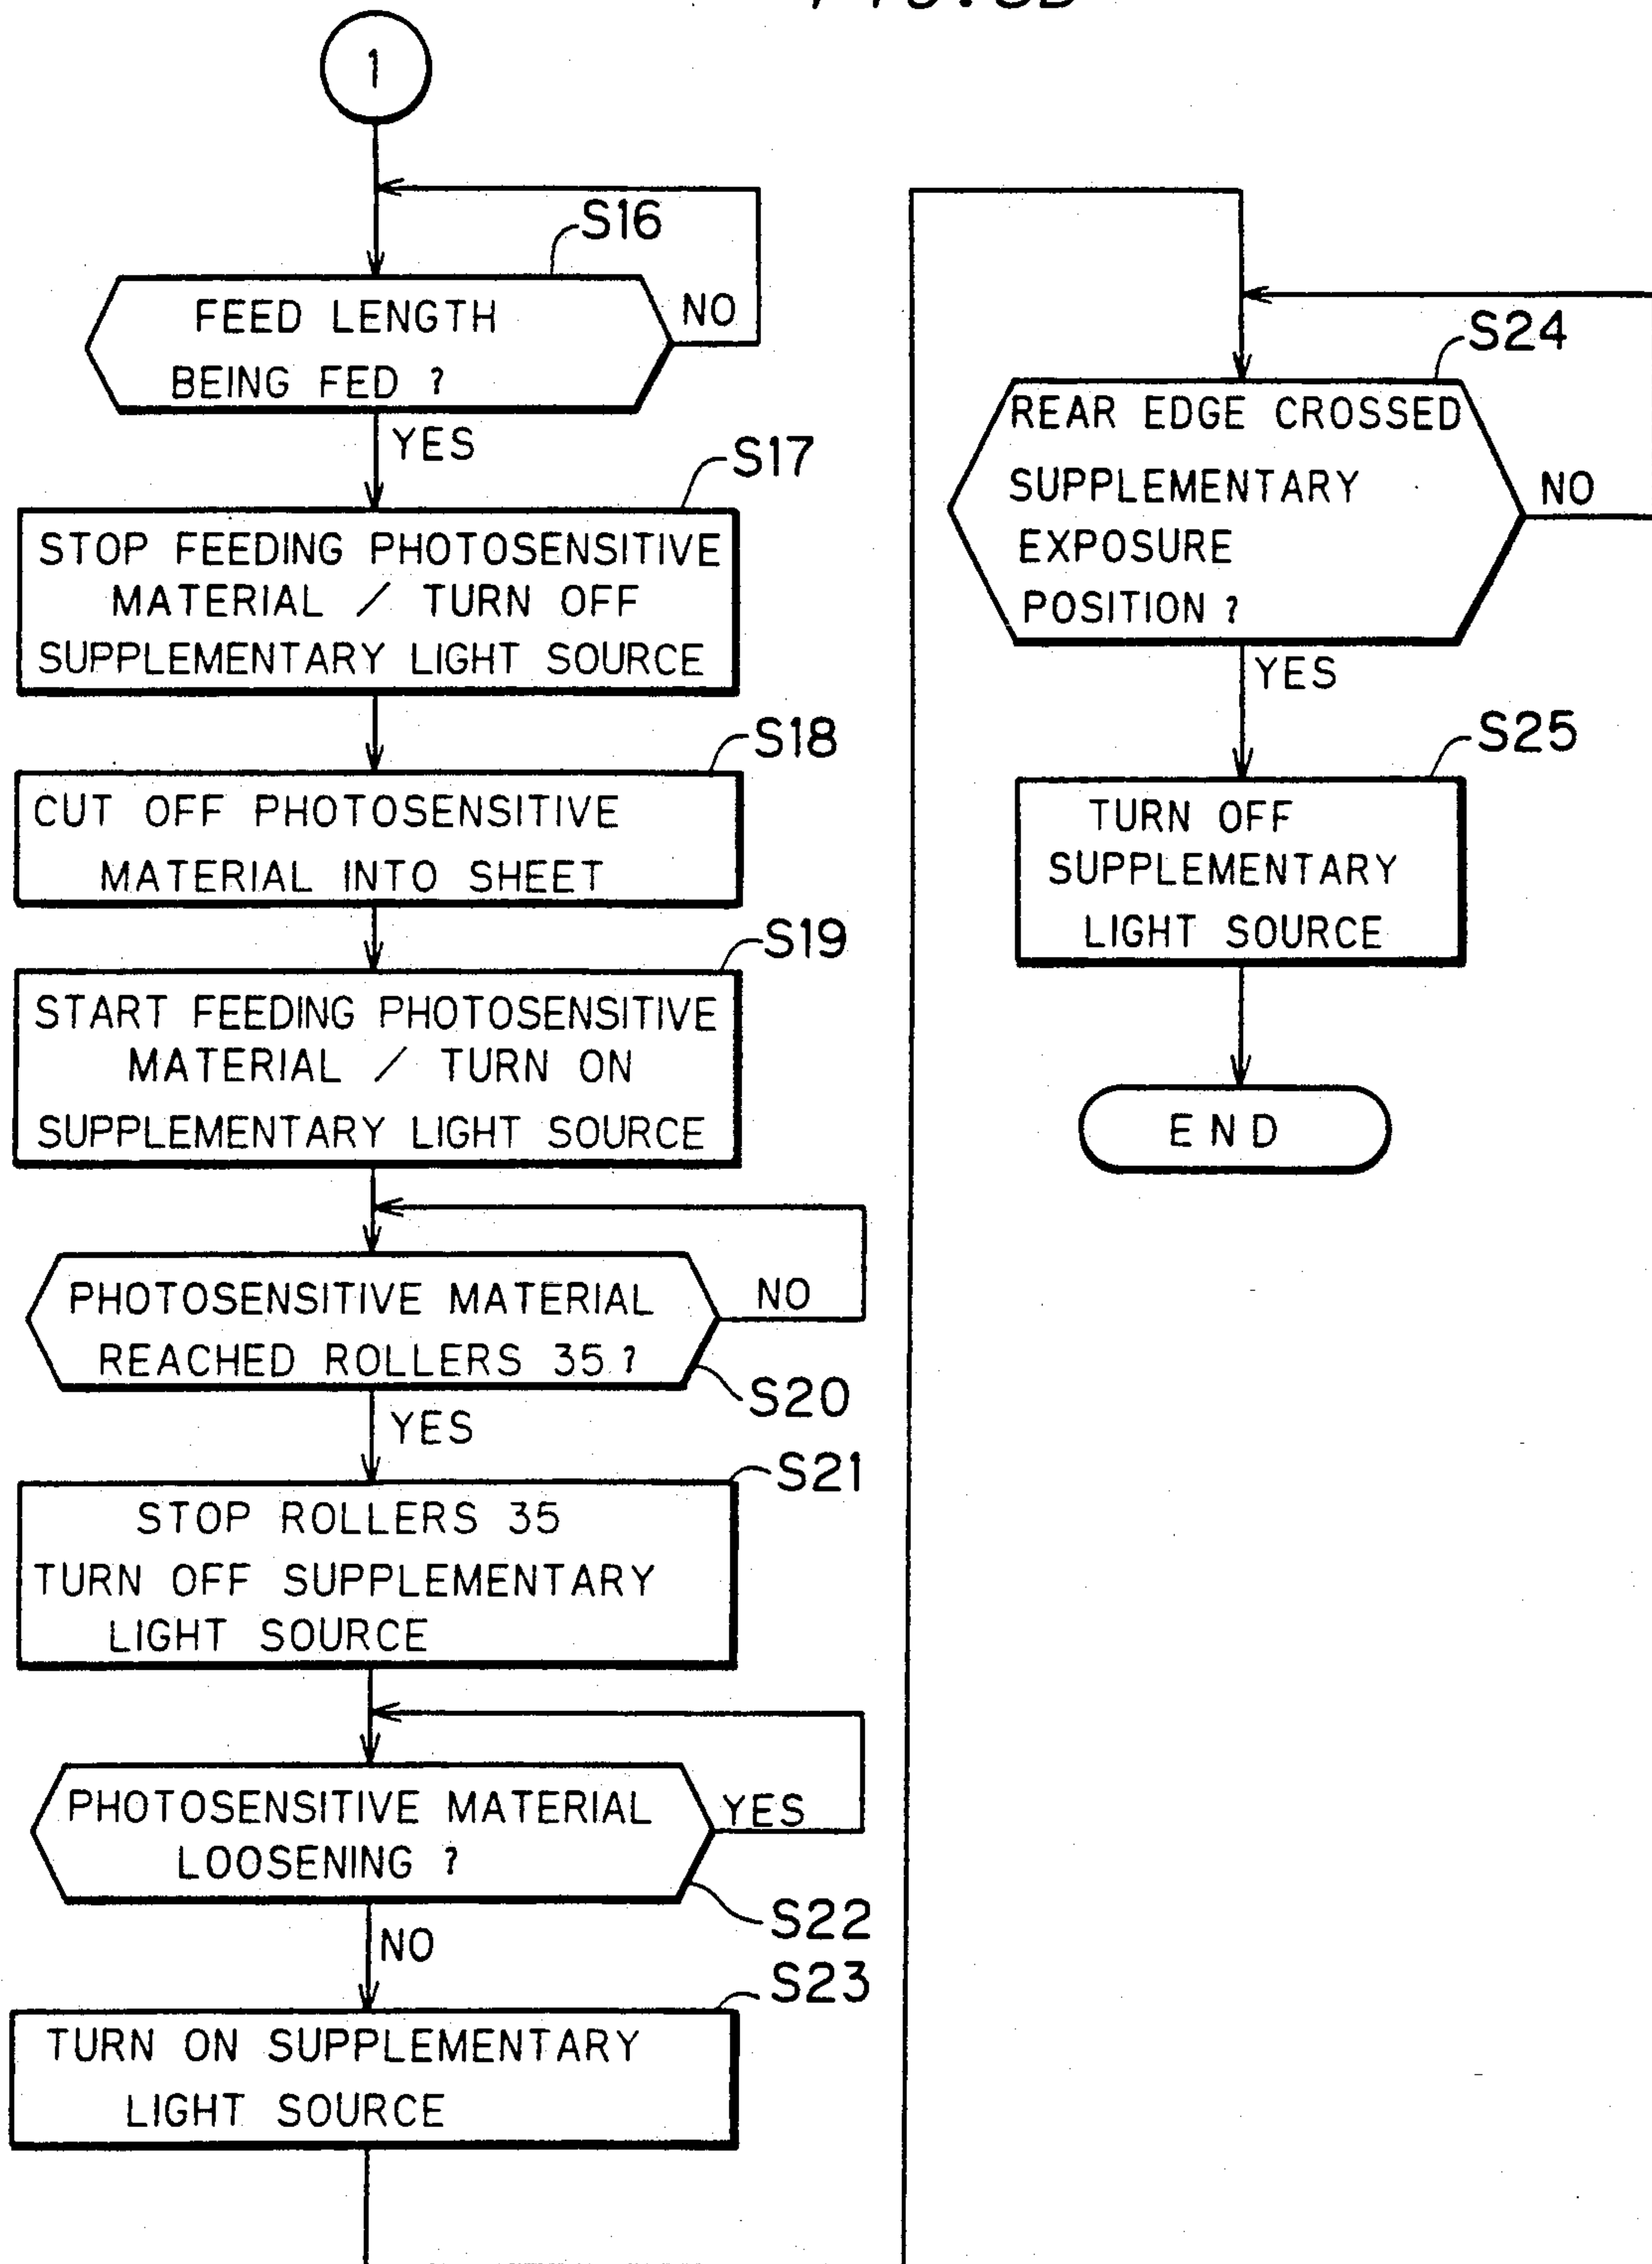 1
S16
FEED LENGTH
BEING FED ?
NO
YES
S17
STOP FEEDING PHOTOSENSITIVE
MATERIAL / TURN OFF
SUPPLEMENTARY LIGHT SOURCE
S18
CUT OFF PHOTOSENSITIVE
MATERIAL INTO SHEET
S19
START FEEDING PHOTOSENSITIVE
MATERIAL / TURN ON
SUPPLEMENTARY LIGHT SOURCE
PHOTOSENSITIVE MATERIAL
REACHED ROLLERS 35 ?
NO
S20
YES
S21
STOP ROLLERS 35
TURN OFF SUPPLEMENTARY
LIGHT SOURCE
PHOTOSENSITIVE MATERIAL
LOOSENING ?
YES
S22
NO
S23
TURN ON SUPPLEMENTARY
LIGHT SOURCE
S24
REAR EDGE CROSSED
SUPPLEMENTARY
EXPOSURE
POSITION ?
NO
YES
S25
TURN OFF
SUPPLEMENTARY
LIGHT SOURCE
END